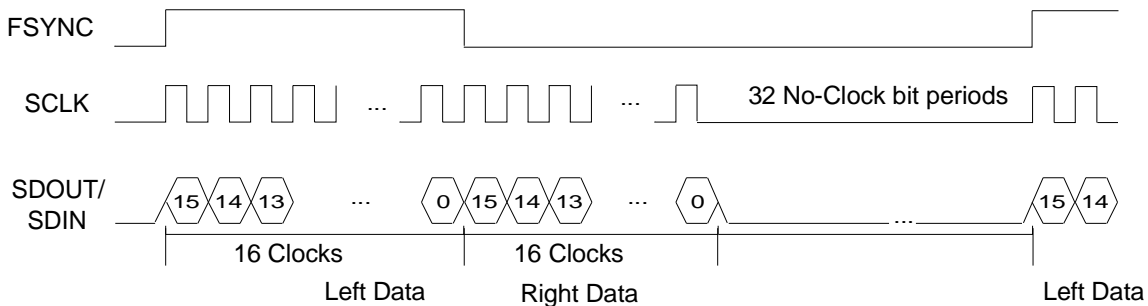 FSYNC
SCLK ... ... 32 No-Clock bit periods
SDOUT/
SDIN
15 14 13 ... 0 15 14 13 ... 0 ... 15 14
16 Clocks 16 Clocks
Left Data Right Data Left Data